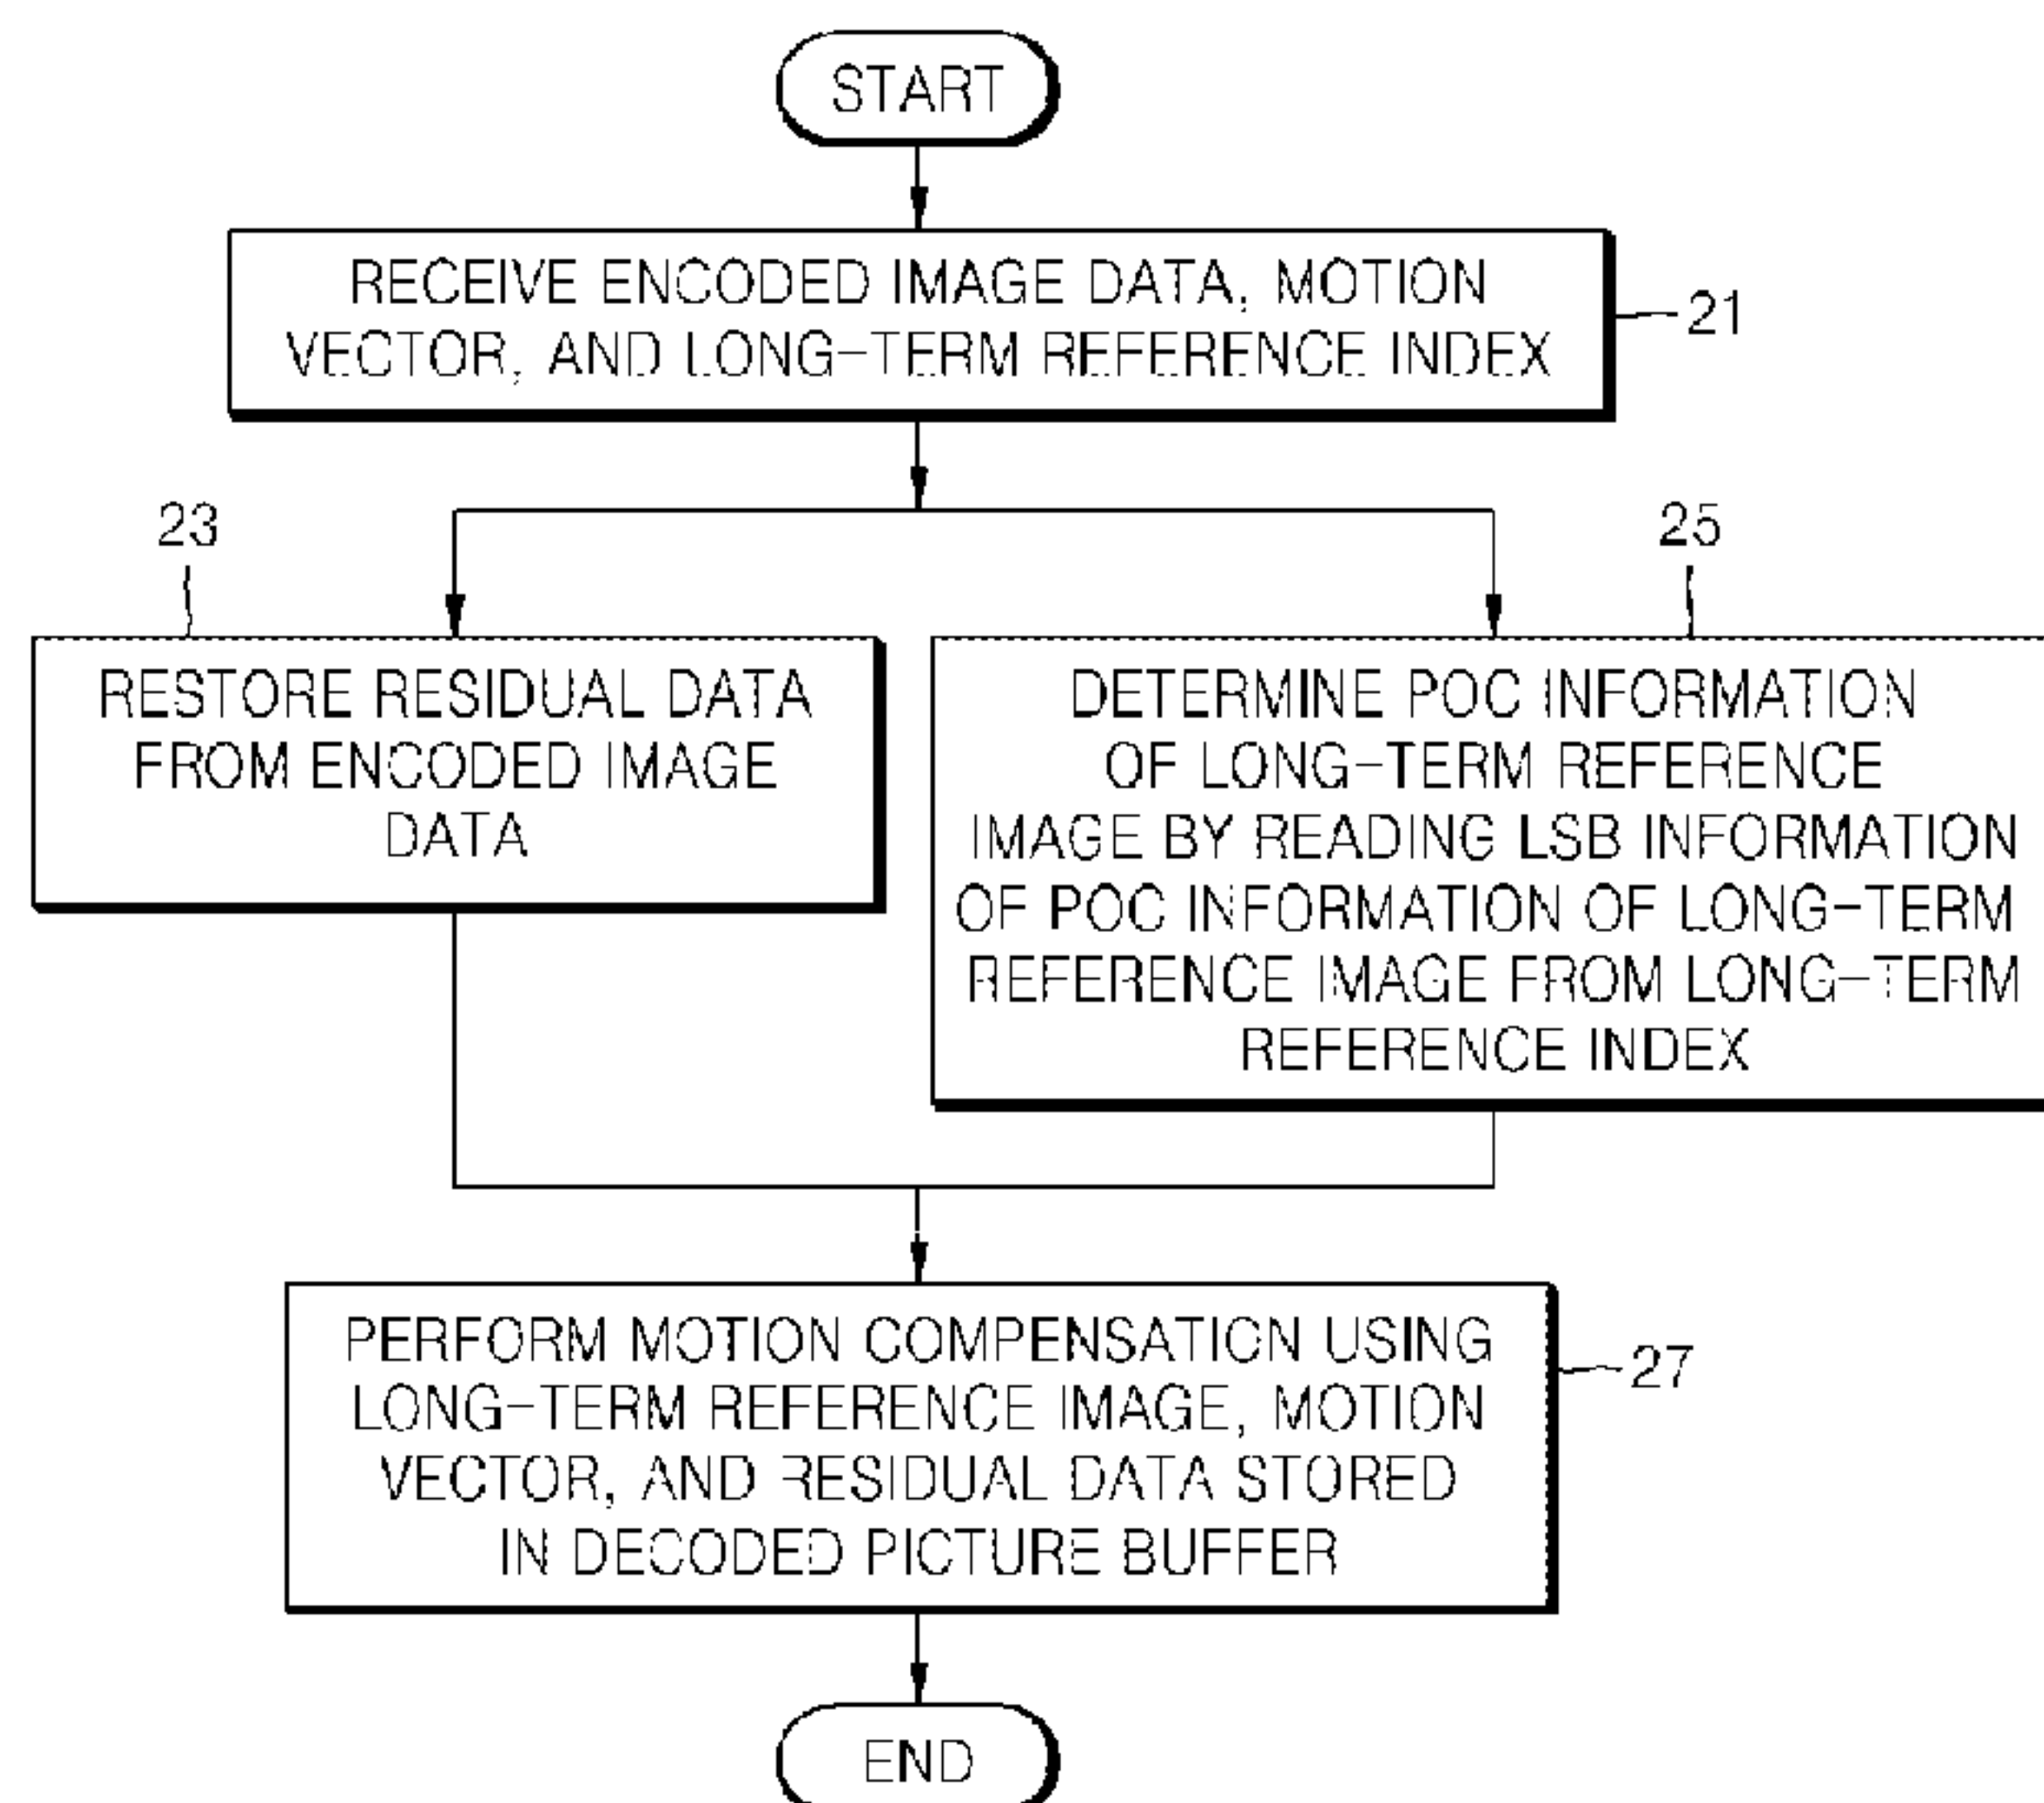 START
RECEIVE ENCODED IMAGE DATA, MOTION
VECTOR, AND LONG-TERM REFERENCE INDEX
21
23
RESTORE RESIDUAL DATA
FROM ENCODED IMAGE
DATA
25
DETERMINE POC INFORMATION
OF LONG-TERM REFERENCE
IMAGE BY READING LSB INFORMATION
OF POC INFORMATION OF LONG-TERM
REFERENCE IMAGE FROM LONG-TERM
REFERENCE INDEX
PERFORM MOTION COMPENSATION USING
LONG-TERM REFERENCE IMAGE, MOTION
VECTOR, AND RESIDUAL DATA STORED
IN DECODED PICTURE BUFFER
27
END